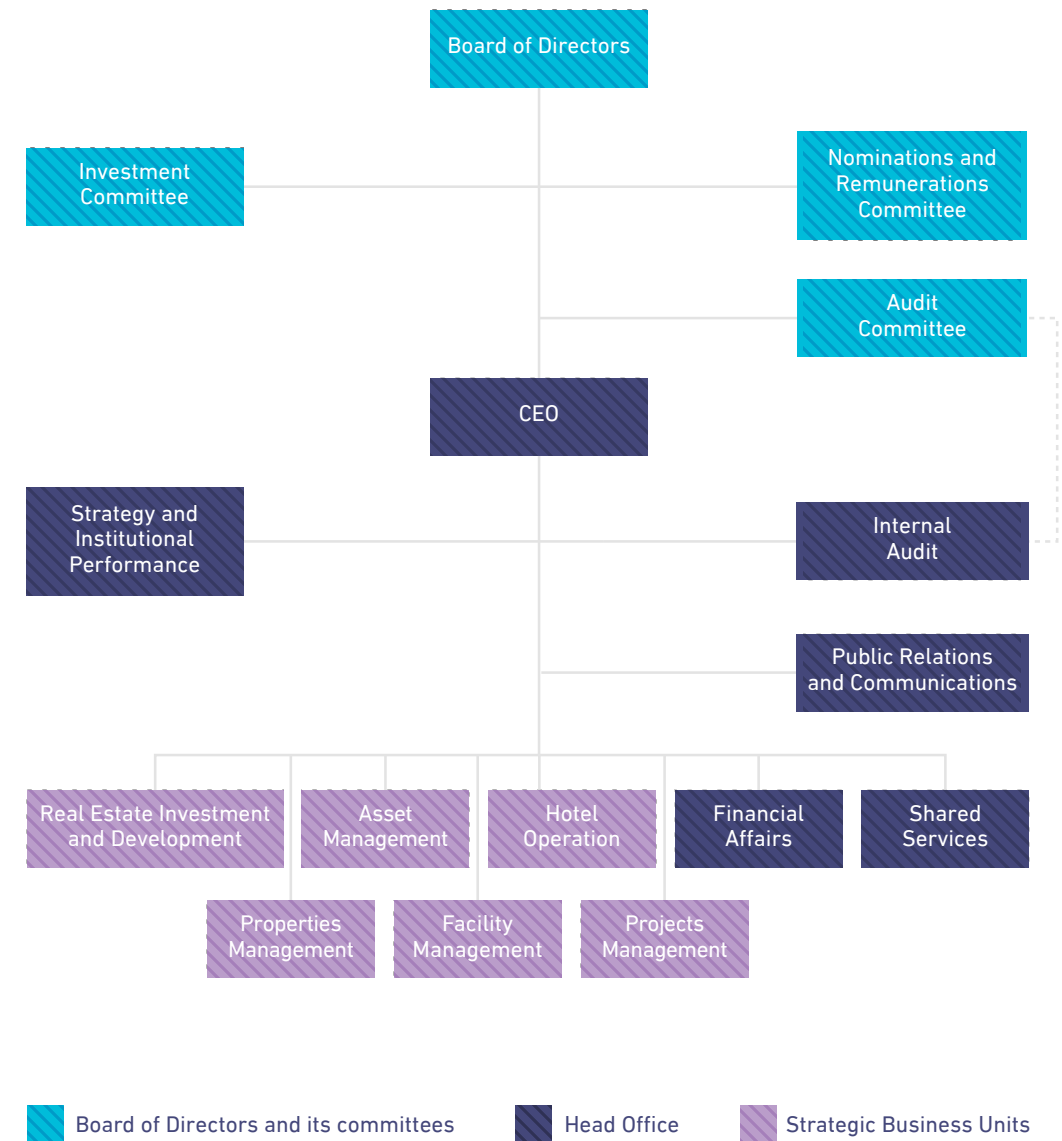 Board of Directors
Investment
Committee
Nominations and
Remunerations
Committee
Audit
Committee
CEO
Strategy and
Institutional
Performance
Internal
Audit
Public Relations
and Communications
Real Estate Investment
and Development
Asset
Management
Hotel
Operation
Financial
Affairs
Shared
Services
Properties
Management
Facility
Management
Projects
Management
Board of Directors and its committees
Head Office
Strategic Business Units